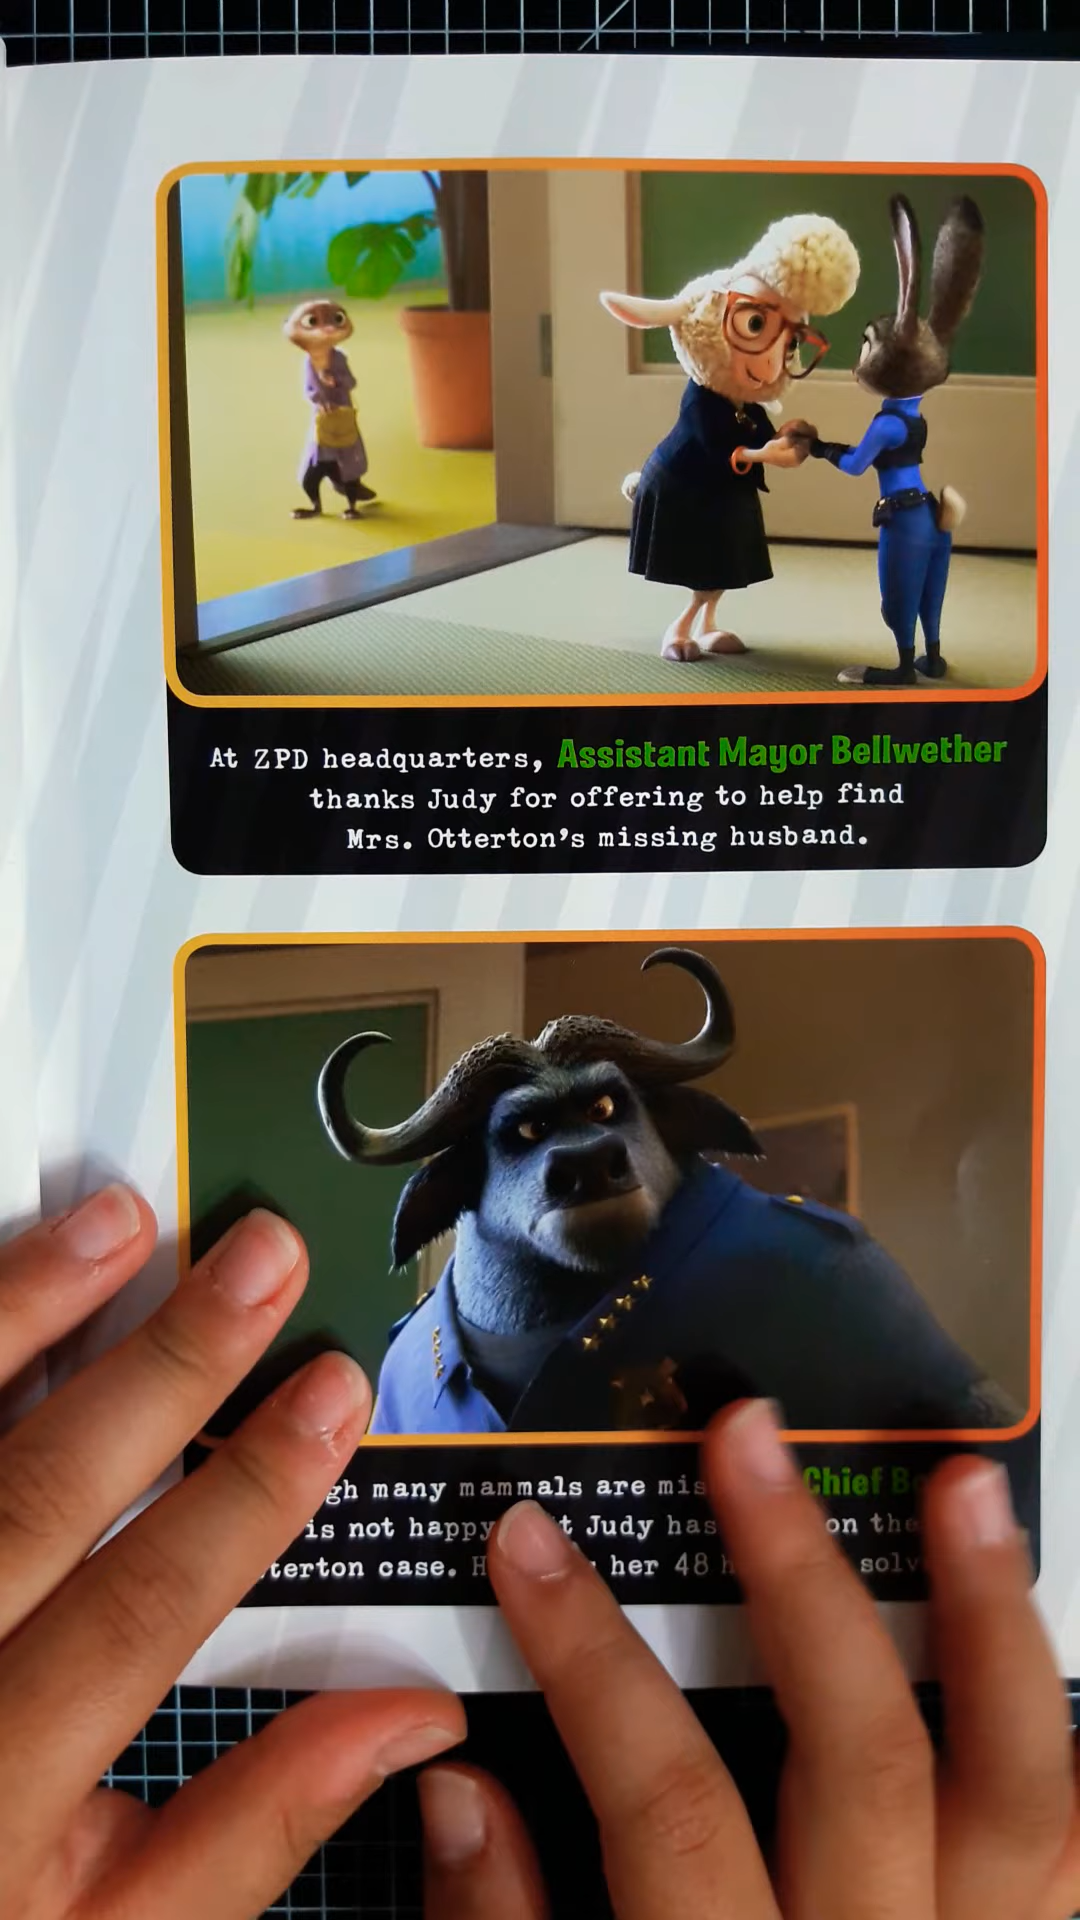 At ZPD headquarters, Assistant Mayor Bellwether
thanks Judy for offering to help find
Mrs. Otterton's missing husband.
many mammals are Chief
is not happy Judy has on the
case. her 48